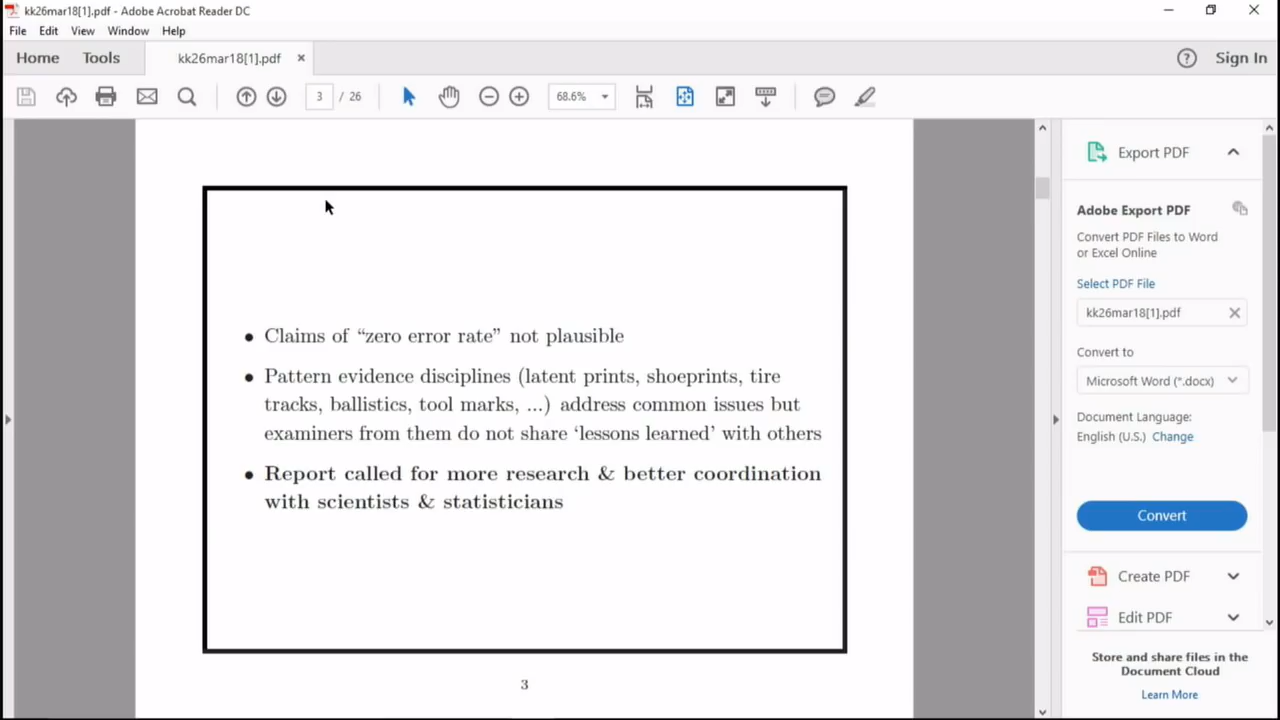 kk26mar18[1].pdf - Adobe Acrobat Reader DC
File Edit View Window Help
Home Tools kk26mar18[1].pdf × ? Sign In
3 / 26 68.6%
• Claims of “zero error rate” not plausible
• Pattern evidence disciplines (latent prints, shoeprints, tire
tracks, ballistics, tool marks, ...) address common issues but
examiners from them do not share ‘lessons learned’ with others
• Report called for more research & better coordination
with scientists & statisticians
3
Export PDF
Adobe Export PDF
Convert PDF Files to Word
or Excel Online
Select PDF File
kk26mar18[1].pdf
Convert to
Microsoft Word (*.docx)
Document Language:
English (U.S.) Change
Convert
Create PDF
Edit PDF
Store and share files in the
Document Cloud
Learn More